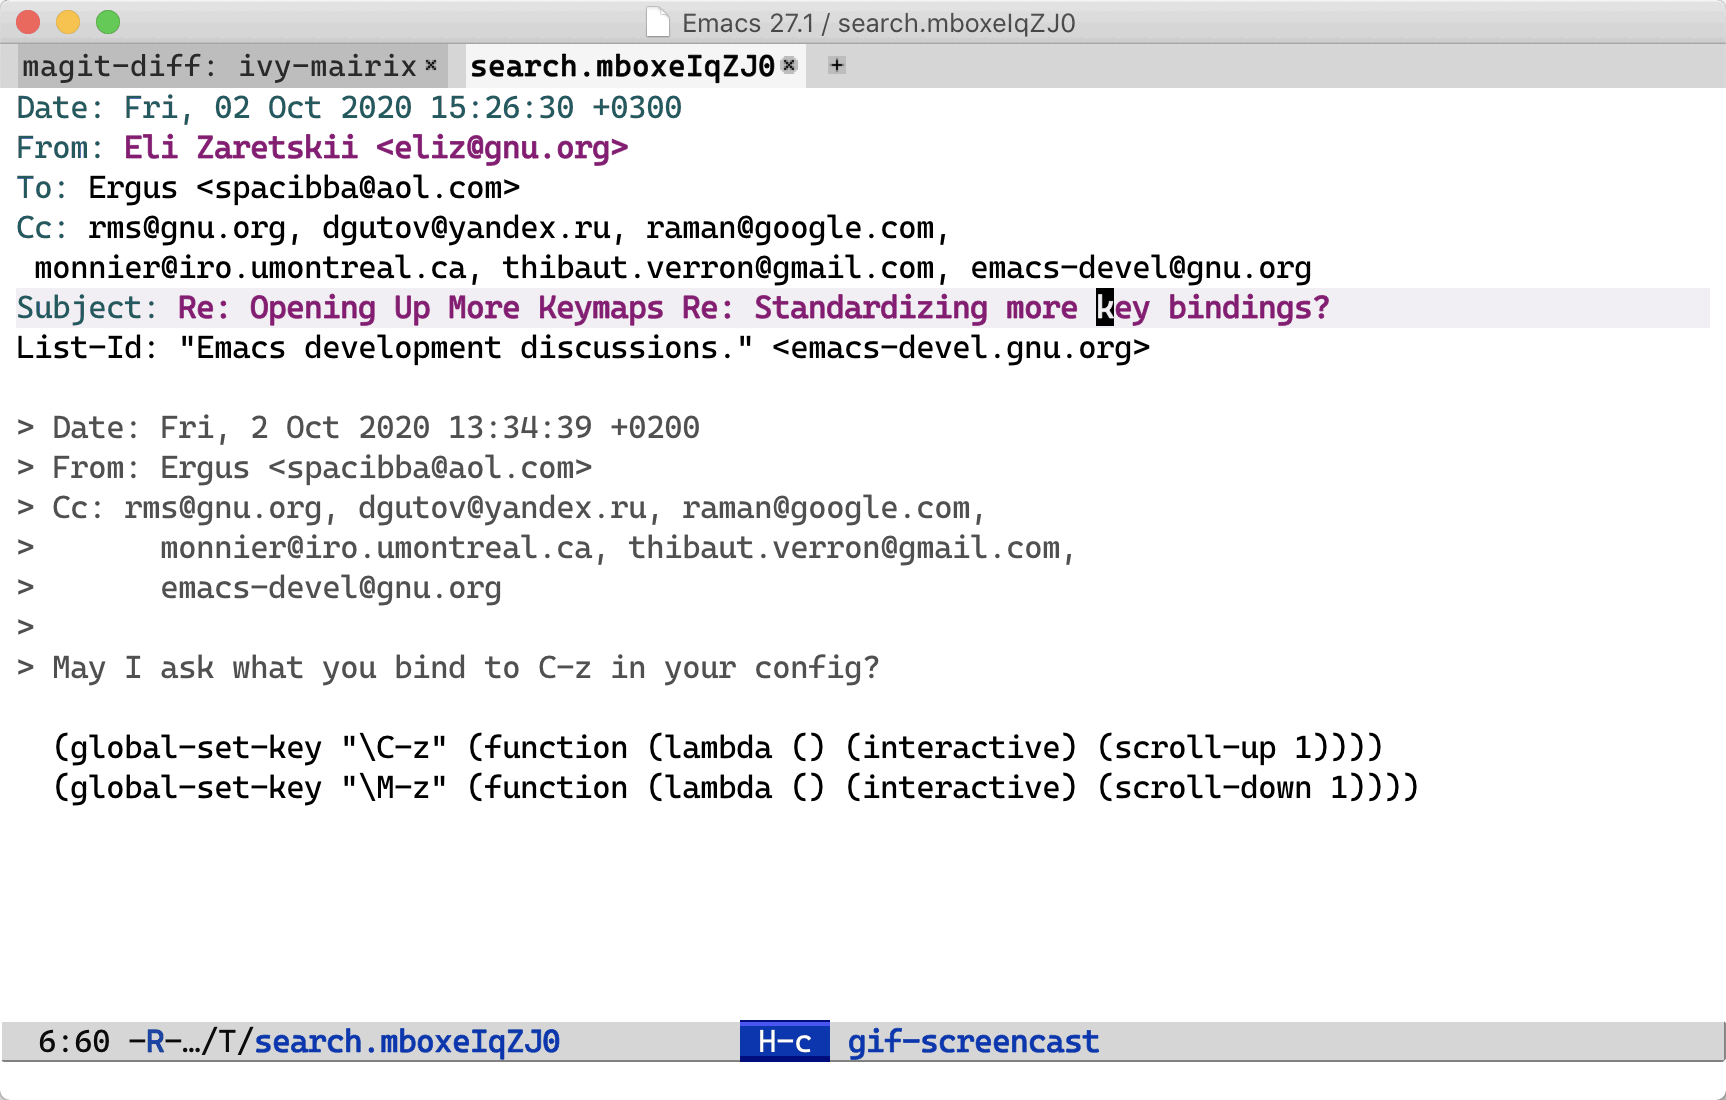 Emacs 27.1 / search.mboxeIqZJ0
magit-diff: ivy-mairix × search.mboxeIqZJ0 × +
Date: Fri, 02 Oct 2020 15:26:30 +0300
From: Eli Zaretskii <eliz@gnu.org>
To: Ergus <spacibba@aol.com>
Cc: rms@gnu.org, dgutov@yandex.ru, raman@google.com,
 monnier@iro.umontreal.ca, thibaut.verron@gmail.com, emacs-devel@gnu.org
Subject: Re: Opening Up More Keymaps Re: Standardizing more key bindings?
List-Id: "Emacs development discussions." <emacs-devel.gnu.org>

> Date: Fri, 2 Oct 2020 13:34:39 +0200
> From: Ergus <spacibba@aol.com>
> Cc: rms@gnu.org, dgutov@yandex.ru, raman@google.com,
>       monnier@iro.umontreal.ca, thibaut.verron@gmail.com,
>       emacs-devel@gnu.org
>
> May I ask what you bind to C-z in your config?

  (global-set-key "\C-z" (function (lambda () (interactive) (scroll-up 1))))
  (global-set-key "\M-z" (function (lambda () (interactive) (scroll-down 1))))

6:60 -R-…/T/search.mboxeIqZJ0 H-c gif-screencast